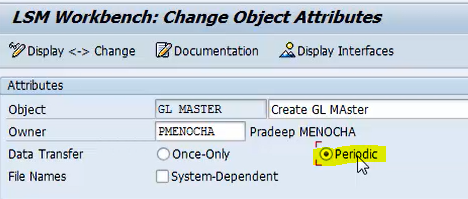 LSM Workbench: Change Object Attributes
Display <-> Change Documentation Display Interfaces
Attributes
Object GL MASTER Create GL MAster
Owner PMENOCHA Pradeep MENOCHA
Data Transfer Once-Only Periodic
File Names System-Dependent